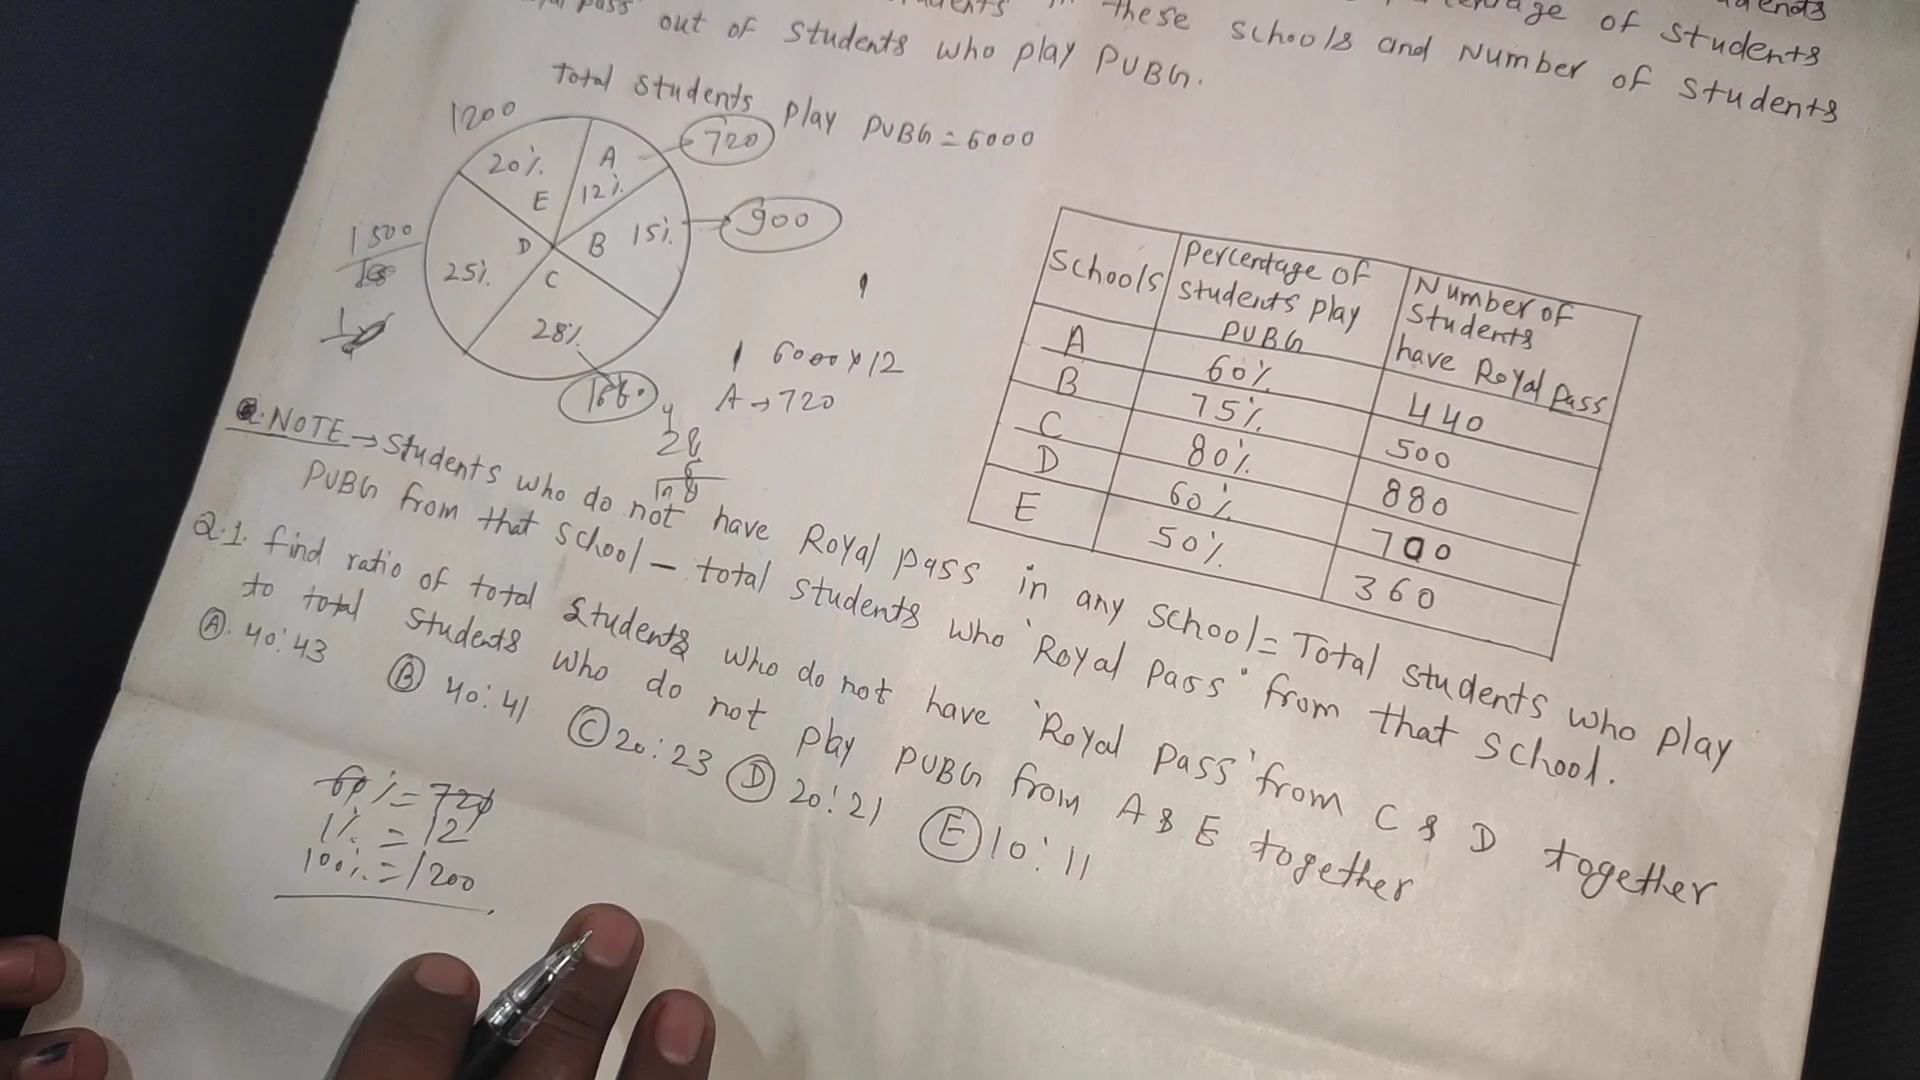 these schools and Number of students
out of students who play PUBG.
Total students play PUBG = 6000
1200
720
20%
A
12%
E
900
15%
B
1500
D
25%
C
28%
6000 x 12
A → 720
28
Schools
Percentage of students play PUBG
Number of students have Royal Pass
A 60% 440
B 75% 500
C 80% 880
D 60% 700
E 50% 360
NOTE → Students who do not have Royal pass in any school = Total students who play
PUBG from that school - total students who 'Royal pass' from that school.
Q.1. find ratio of total students who do not have 'Royal pass' from C & D together
to total students who do not play PUBG from A & E together
(A). 40:43 (B) 40:41 (C) 20:23 (D) 20:21 (E) 10:11
60% = 720
1% = 12
100% = 1200